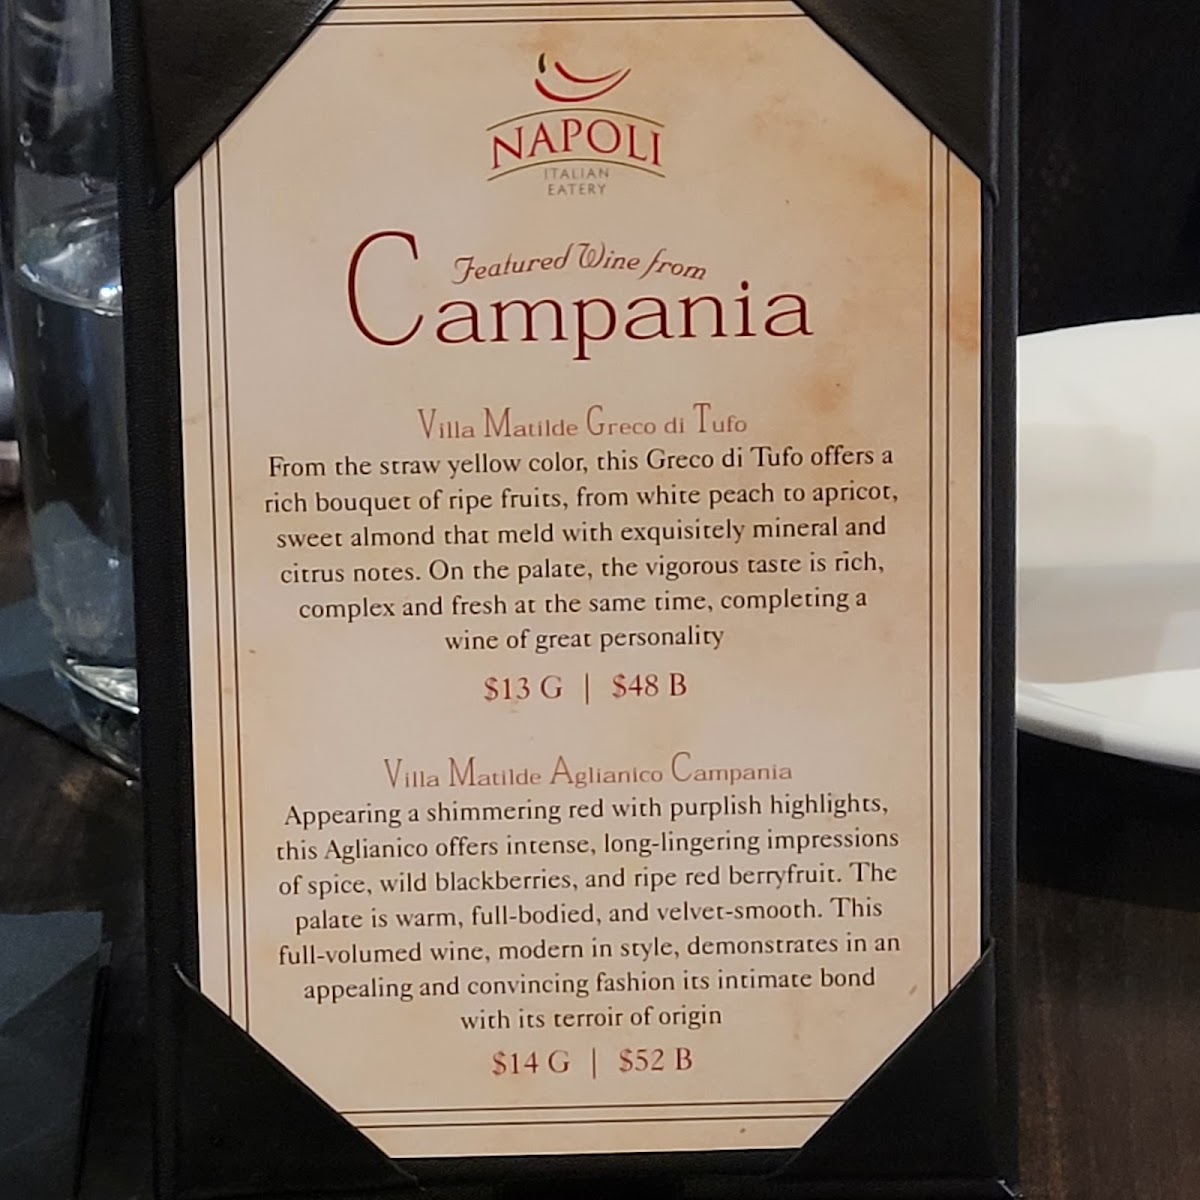 NAPOLI
ITALIAN
EATERY
Featured Wine from
Campania
Villa Matilde Greco di Tufo
From the straw yellow color, this Greco di Tufo offers a
rich bouquet of ripe fruits, from white peach to apricot,
sweet almond that meld with exquisitely mineral and
citrus notes. On the palate, the vigorous taste is rich,
complex and fresh at the same time, completing a
wine of great personality
$13 G | $48 B
Villa Matilde Aglianico Campania
Appearing a shimmering red with purplish highlights,
this Aglianico offers intense, long-lingering impressions
of spice, wild blackberries, and ripe red berryfruit. The
palate is warm, full-bodied, and velvet-smooth. This
full-volumed wine, modern in style, demonstrates in an
appealing and convincing fashion its intimate bond
with its terroir of origin
$14 G | $52 B